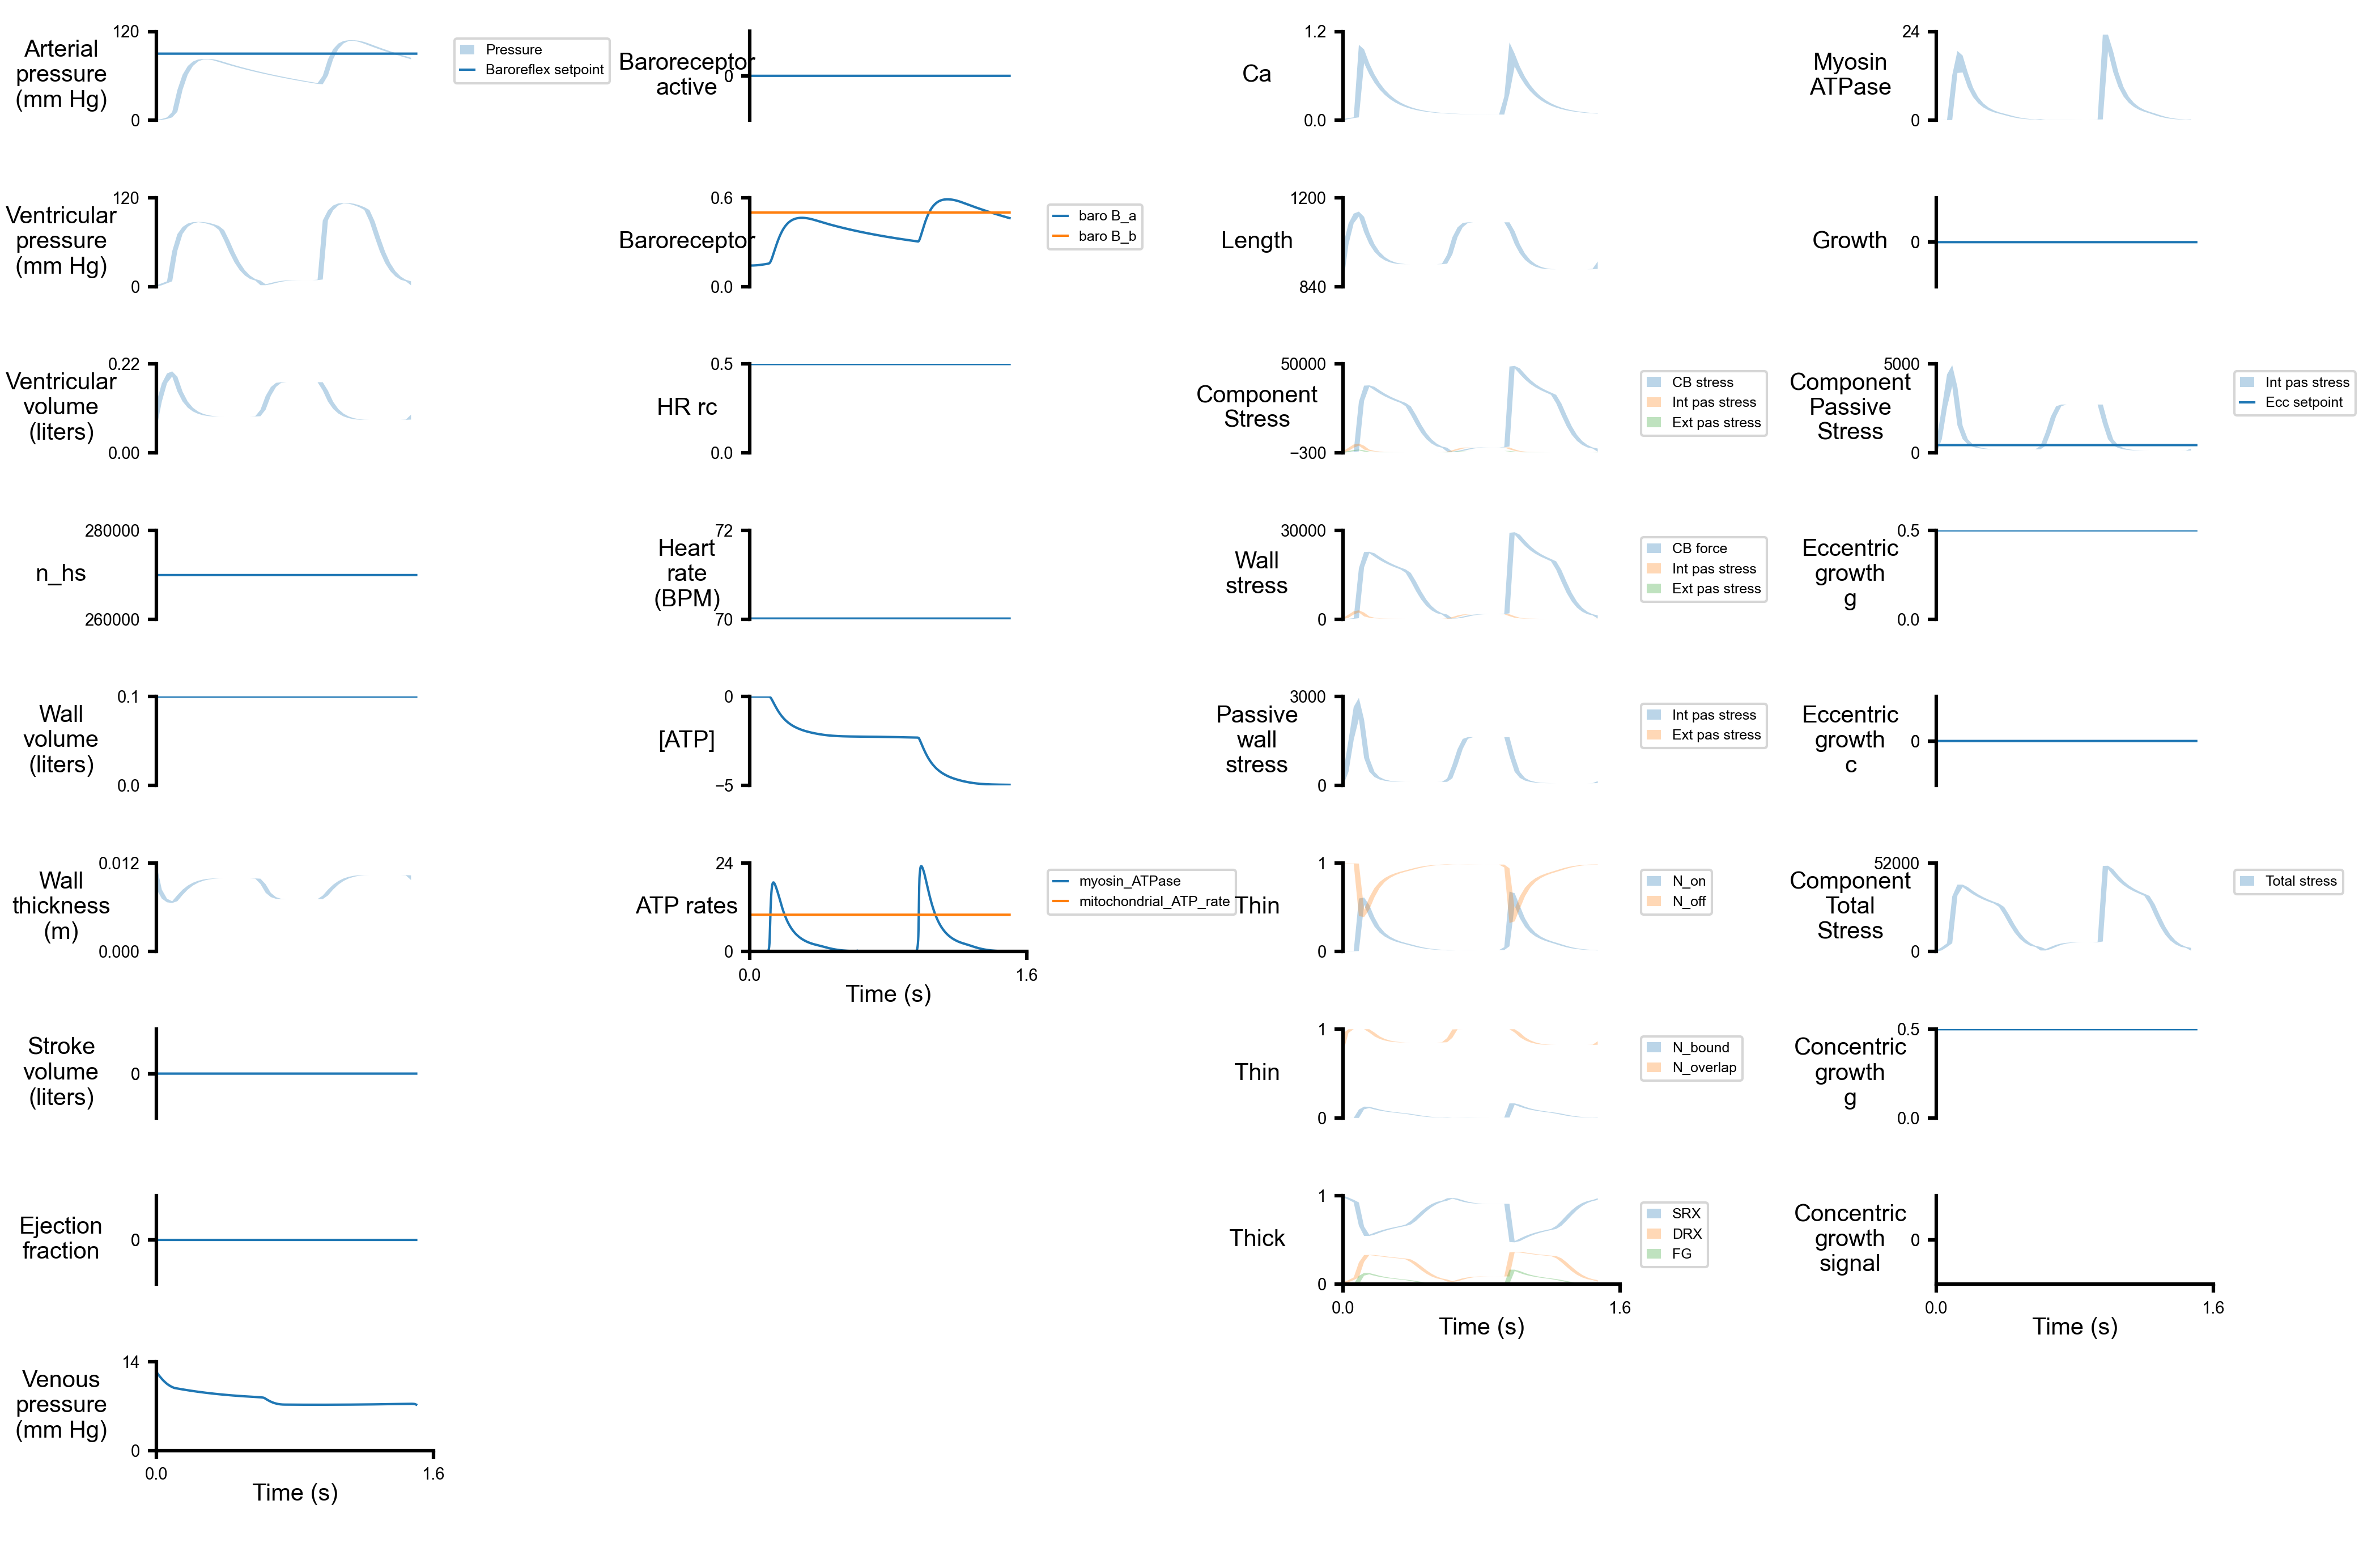 Arterial
pressure
(mm Hg)
120
0
Pressure
Baroreflex setpoint
Ventricular
pressure
(mm Hg)
120
0
Ventricular
volume
(liters)
0.22
0.00
n_hs
280000
260000
Wall
volume
(liters)
0.1
0.0
Wall
thickness
(m)
0.012
0.000
Stroke
volume
(liters)
0
Ejection
fraction
0
Venous
pressure
(mm Hg)
14
0
0.0
1.6
Time (s)
Baroreceptor
active
0
Baroreceptor
0.6
0.0
baro B_a
baro B_b
HR rc
0.5
0.0
Heart
rate
(BPM)
72
70
[ATP]
0
−5
ATP rates
24
0
myosin_ATPase
mitochondrial_ATP_rate
0.0
1.6
Time (s)
Ca
1.2
0.0
Length
1200
840
Component
Stress
50000
−300
CB stress
Int pas stress
Ext pas stress
Wall
stress
30000
0
CB force
Int pas stress
Ext pas stress
Passive
wall
stress
3000
0
Int pas stress
Ext pas stress
Thin
1
0
N_on
N_off
Thin
1
0
N_bound
N_overlap
Thick
1
0
SRX
DRX
FG
0.0
1.6
Time (s)
Myosin
ATPase
24
0
Growth
0
Component
Passive
Stress
5000
0
Int pas stress
Ecc setpoint
Eccentric
growth
g
0.5
0.0
Eccentric
growth
c
0
Component
Total
Stress
52000
0
Total stress
Concentric
growth
g
0.5
0.0
Concentric
growth
signal
0
0.0
1.6
Time (s)